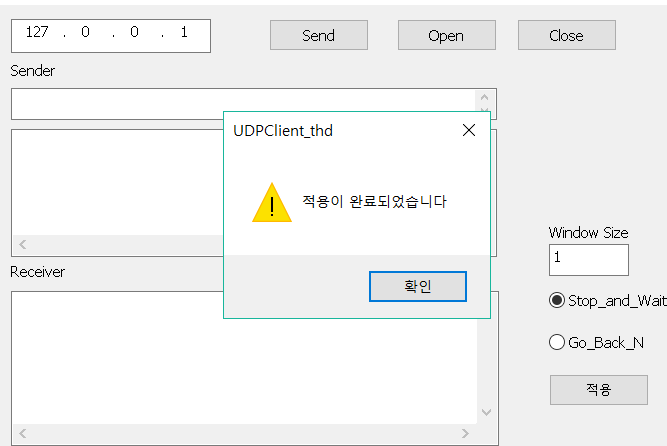 127 . 0 . 0 . 1
Send
Open
Close
Sender
UDPClient_thd
적용이 완료되었습니다
확인
Window Size
1
Receiver
Stop_and_Wait
Go_Back_N
적용